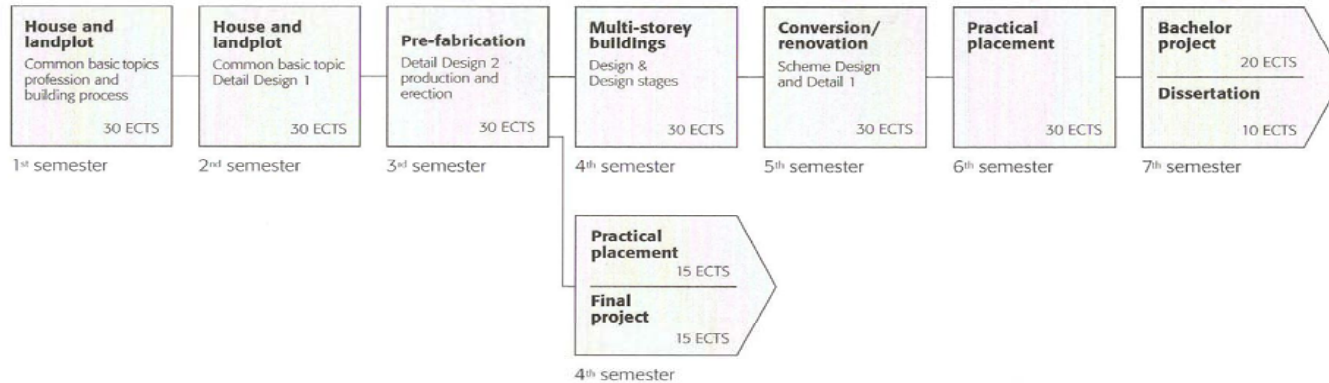 House and
landplot
Common basic topics
profession and
building process
30 ECTS
1st semester
House and
landplot
Common basic topic
Detail Design 1
30 ECTS
2nd semester
Pre-fabrication
Detail Design 2
production and
erection
30 ECTS
3rd semester
Multi-storey
buildings
Design &
Design stages
30 ECTS
4th semester
Conversion/
renovation
Scheme Design
and Detail 1
30 ECTS
5th semester
Practical
placement
30 ECTS
6th semester
Bachelor
project
20 ECTS
Dissertation
10 ECTS
7th semester
Practical
placement
15 ECTS
Final
project
15 ECTS
4th semester